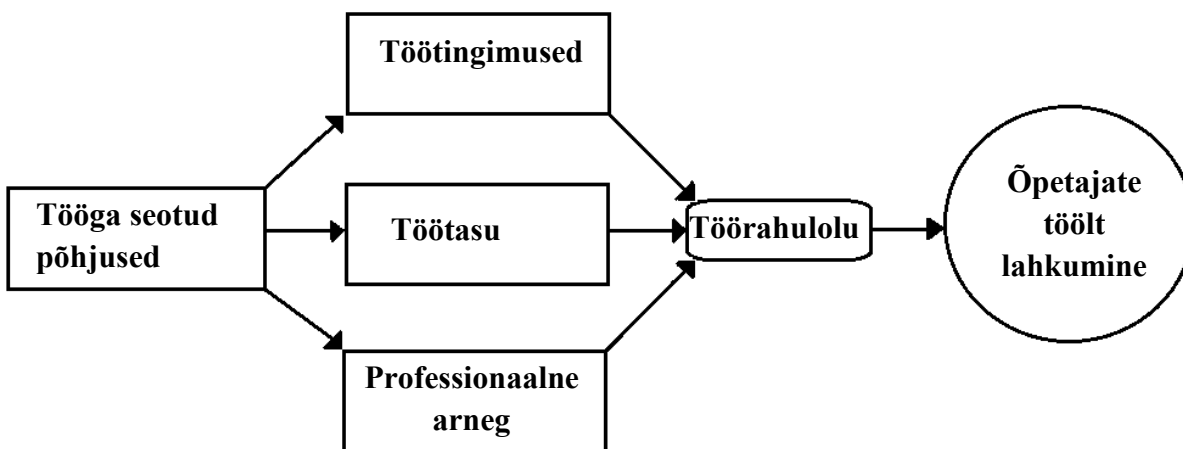 Töötingimused
Tööga seotud
põhjused
Töötasu
Professionaalne
arneg
Töörahulolu
Õpetajate
töölt
lahkumine